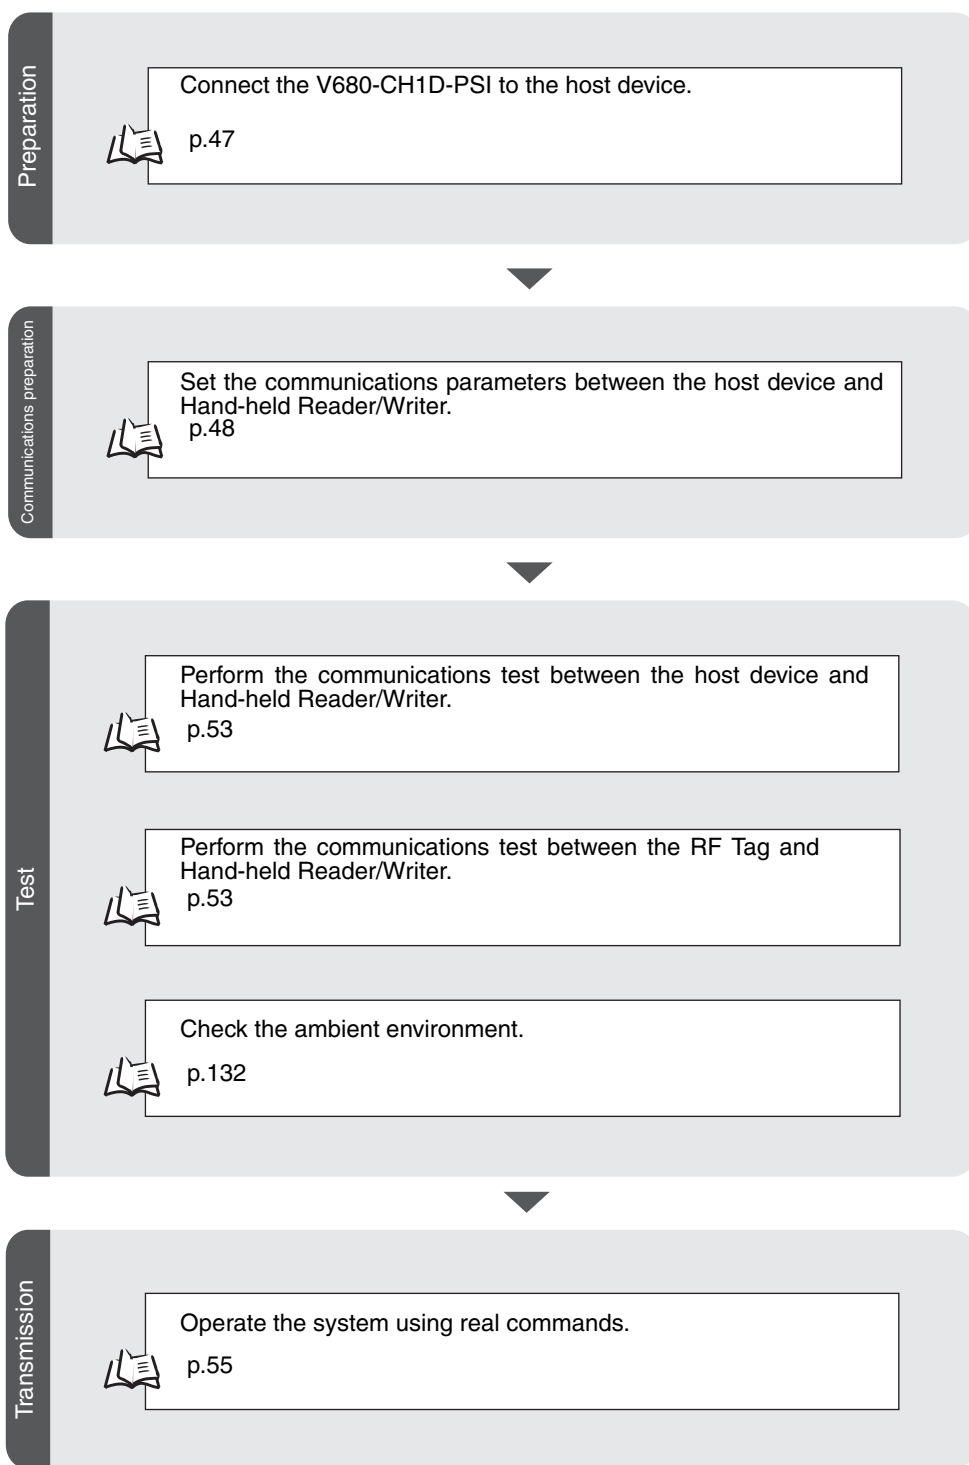 Preparation
Connect the V680-CH1D-PSI to the host device.
p.47
Communications preparation
Set the communications parameters between the host device and
Hand-held Reader/Writer.
p.48
Test
Perform the communications test between the host device and
Hand-held Reader/Writer.
p.53
Perform the communications test between the RF Tag and
Hand-held Reader/Writer.
p.53
Check the ambient environment.
p.132
Transmission
Operate the system using real commands.
p.55